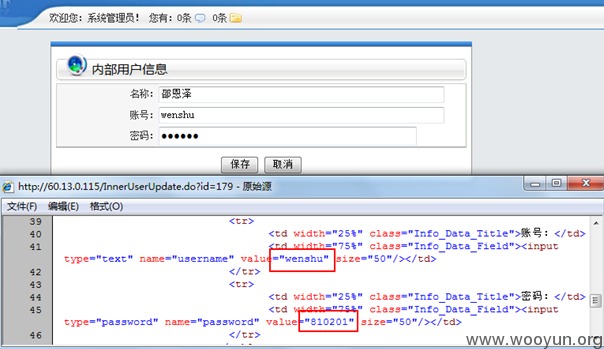 欢迎您：系统管理员！ 您有：0条 0条
内部用户信息
名称： 邵恩泽
账号： wenshu
密码： ●●●●●●
保存 取消
http://60.13.0.115/InnerUserUpdate.do?id=179 - 原始源
文件(F) 编辑(E) 格式(O)
39 <tr>
40 <td width="25%" class="Info_Data_Title">账号：</td>
41 <td width="75%" class="Info_Data_Field"><input
type="text" name="username" value="wenshu" size="50"/></td>
42 </tr>
43 <tr>
44 <td width="25%" class="Info_Data_Title">密码：</td>
45 <td width="75%" class="Info_Data_Field"><input
type="password" name="password" value="810201" size="50"/></td>
46 </tr>
www.wooyun.org